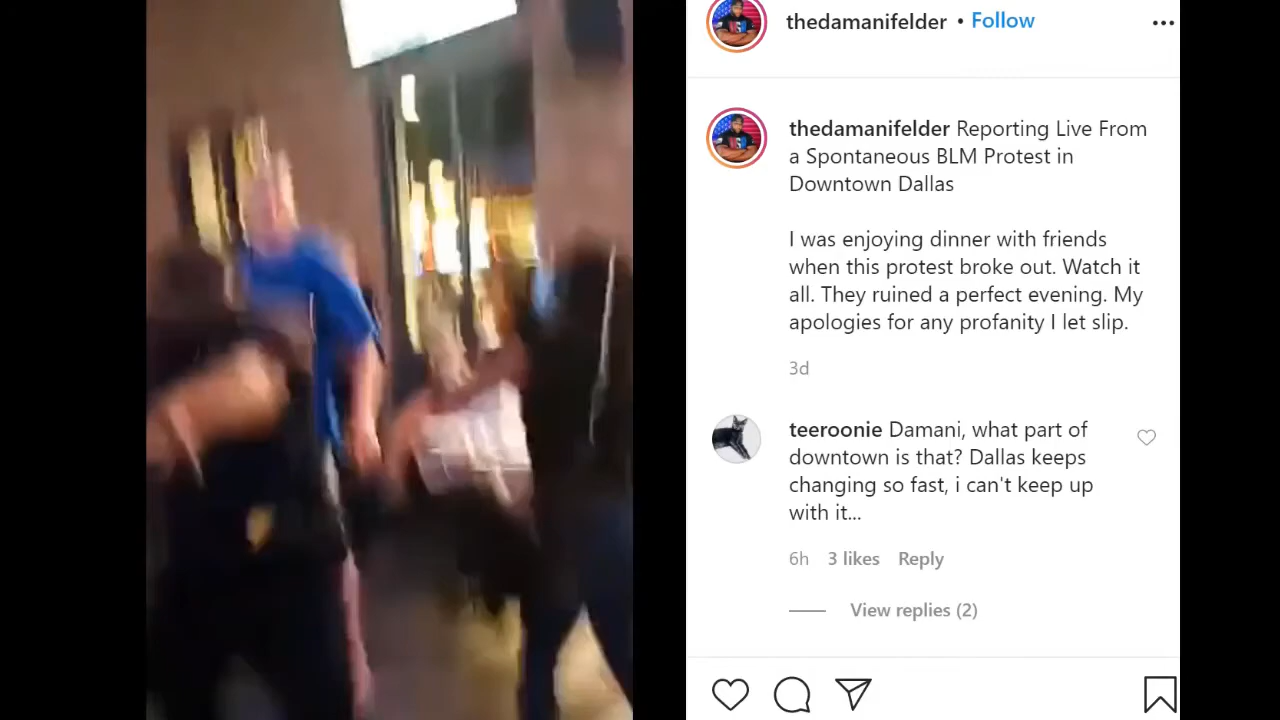 thedamanifelder • Follow
thedamanifelder Reporting Live From
a Spontaneous BLM Protest in
Downtown Dallas
I was enjoying dinner with friends
when this protest broke out. Watch it
all. They ruined a perfect evening. My
apologies for any profanity I let slip.
3d
teeroonie Damani, what part of
downtown is that? Dallas keeps
changing so fast, i can't keep up
with it...
6h 3 likes Reply
View replies (2)